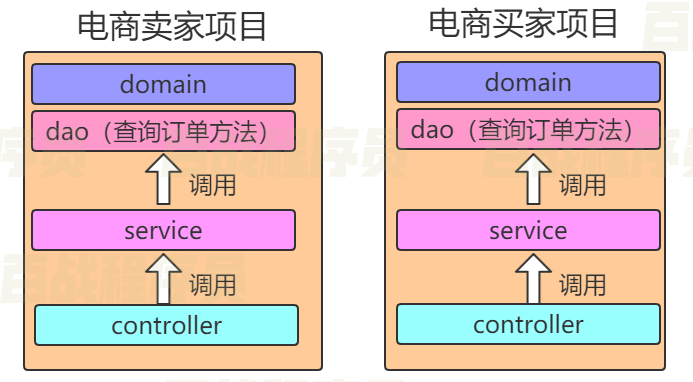 电商卖家项目
domain
dao（查询订单方法）
调用
service
调用
controller
电商买家项目
domain
dao（查询订单方法）
调用
service
调用
controller
百战程序员